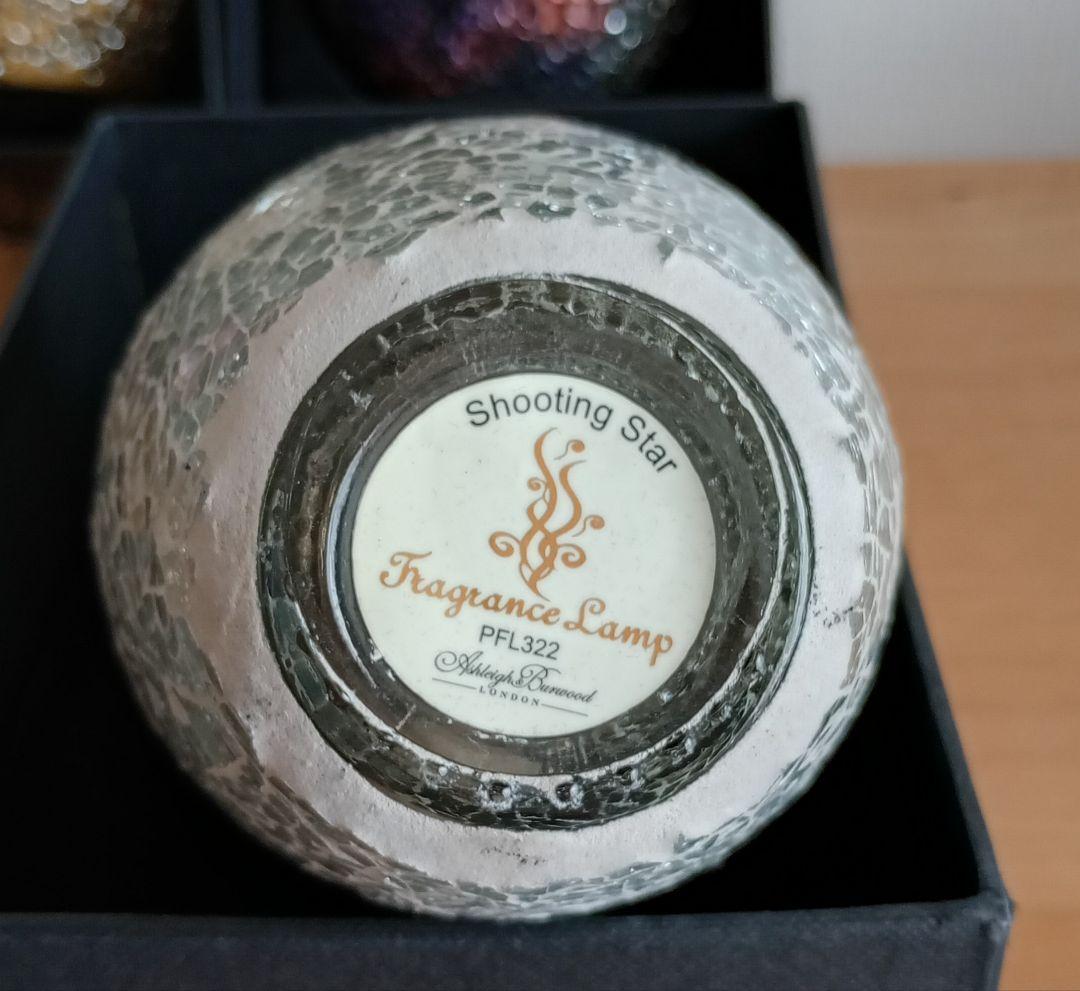 Shooting Star
Fragrance Lamp
PFL322
Ashleigh & Burwood
LONDON